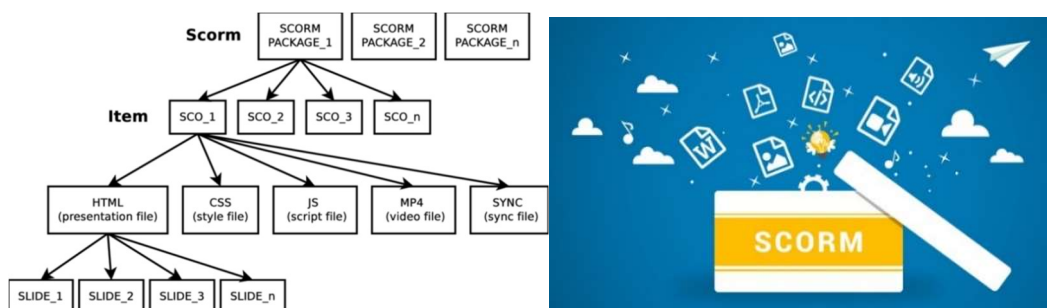 Scorm
SCORM
PACKAGE_1
SCORM
PACKAGE_2
SCORM
PACKAGE_n
Item
SCO_1
SCO_2
SCO_3
SCO_n
HTML
(presentation file)
CSS
(style file)
JS
(script file)
MP4
(video file)
SYNC
(sync file)
SLIDE_1
SLIDE_2
SLIDE_3
SLIDE_n
W
</>
SCORM